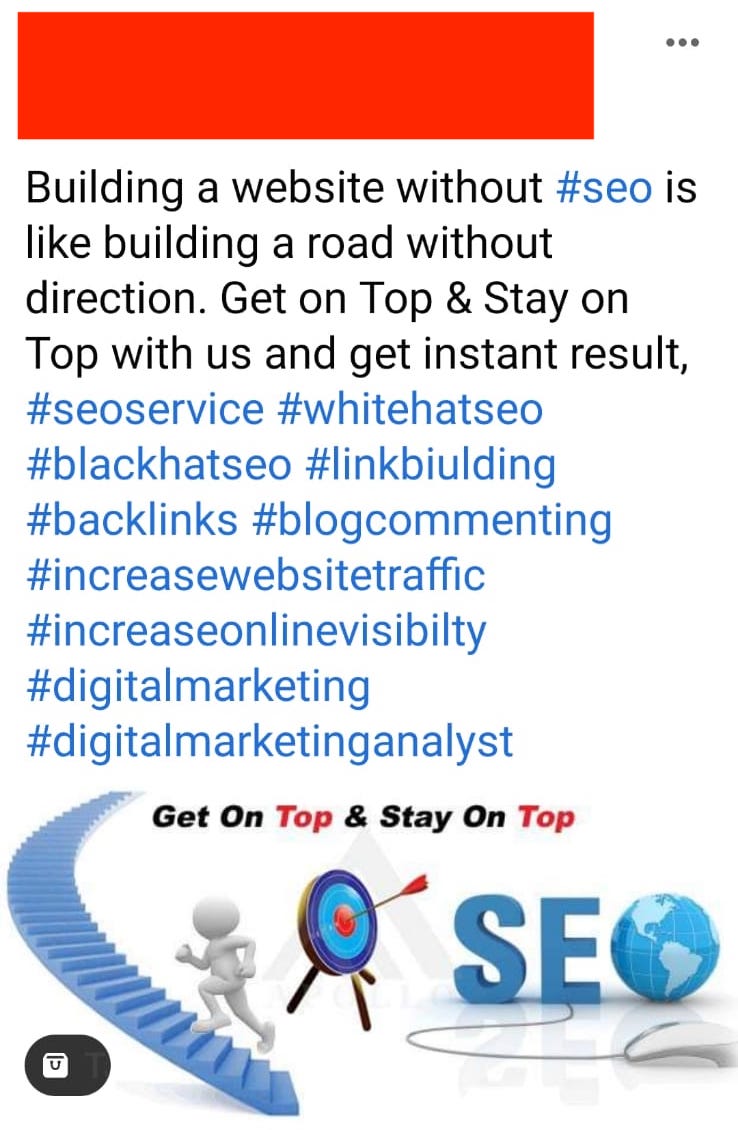 Building a website without #seo is
like building a road without
direction. Get on Top & Stay on
Top with us and get instant result,
#seoservice #whitehatseo
#blackhatseo #linkbiulding
#backlinks #blogcommenting
#increasewebsitetraffic
#increaseonlinevisibilty
#digitalmarketing
#digitalmarketinganalyst
Get On Top & Stay On Top
SEO
APOLLO